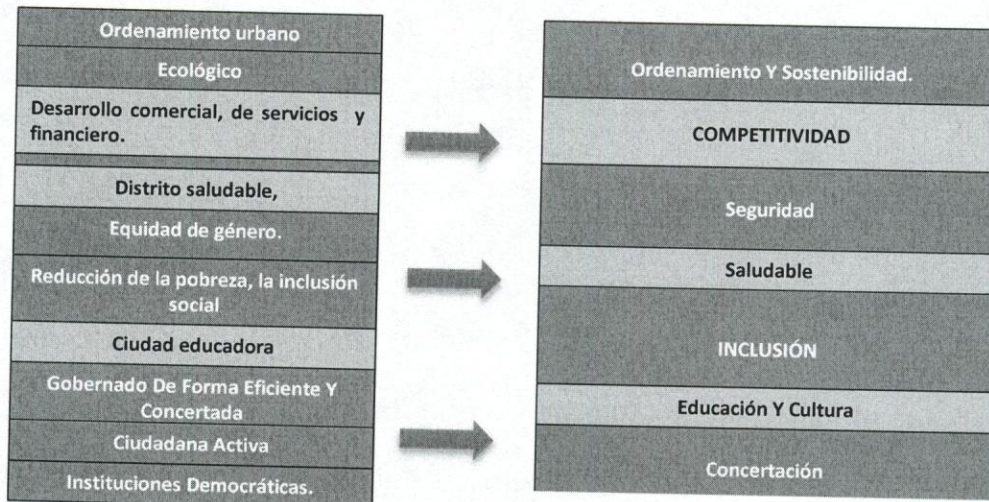 Ordenamiento urbano
Ecológico
Desarrollo comercial, de servicios y
financiero.
Distrito saludable,
Equidad de género.
Reducción de la pobreza, la inclusión
social
Ciudad educadora
Gobernado De Forma Eficiente Y
Concertada
Ciudadana Activa
Instituciones Democráticas.
Ordenamiento Y Sostenibilidad.
COMPETITIVIDAD
Seguridad
Saludable
INCLUSIÓN
Educación Y Cultura
Concertación